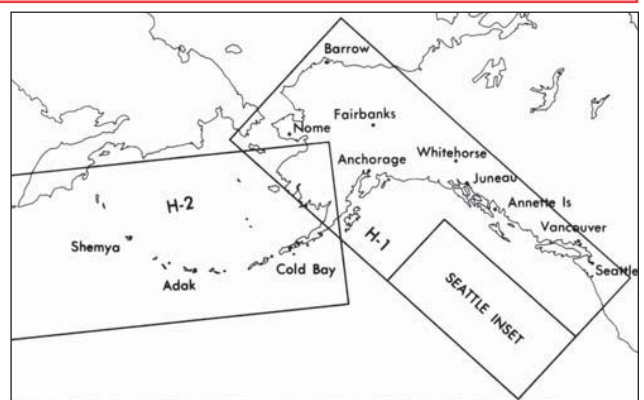 Barrow
Fairbanks
Nome
Anchorage
Whitehorse
Juneau
Annette Is
Vancouver
Seattle
H-1
H-2
Shemya
Adak
Cold Bay
SEATTLE INSET